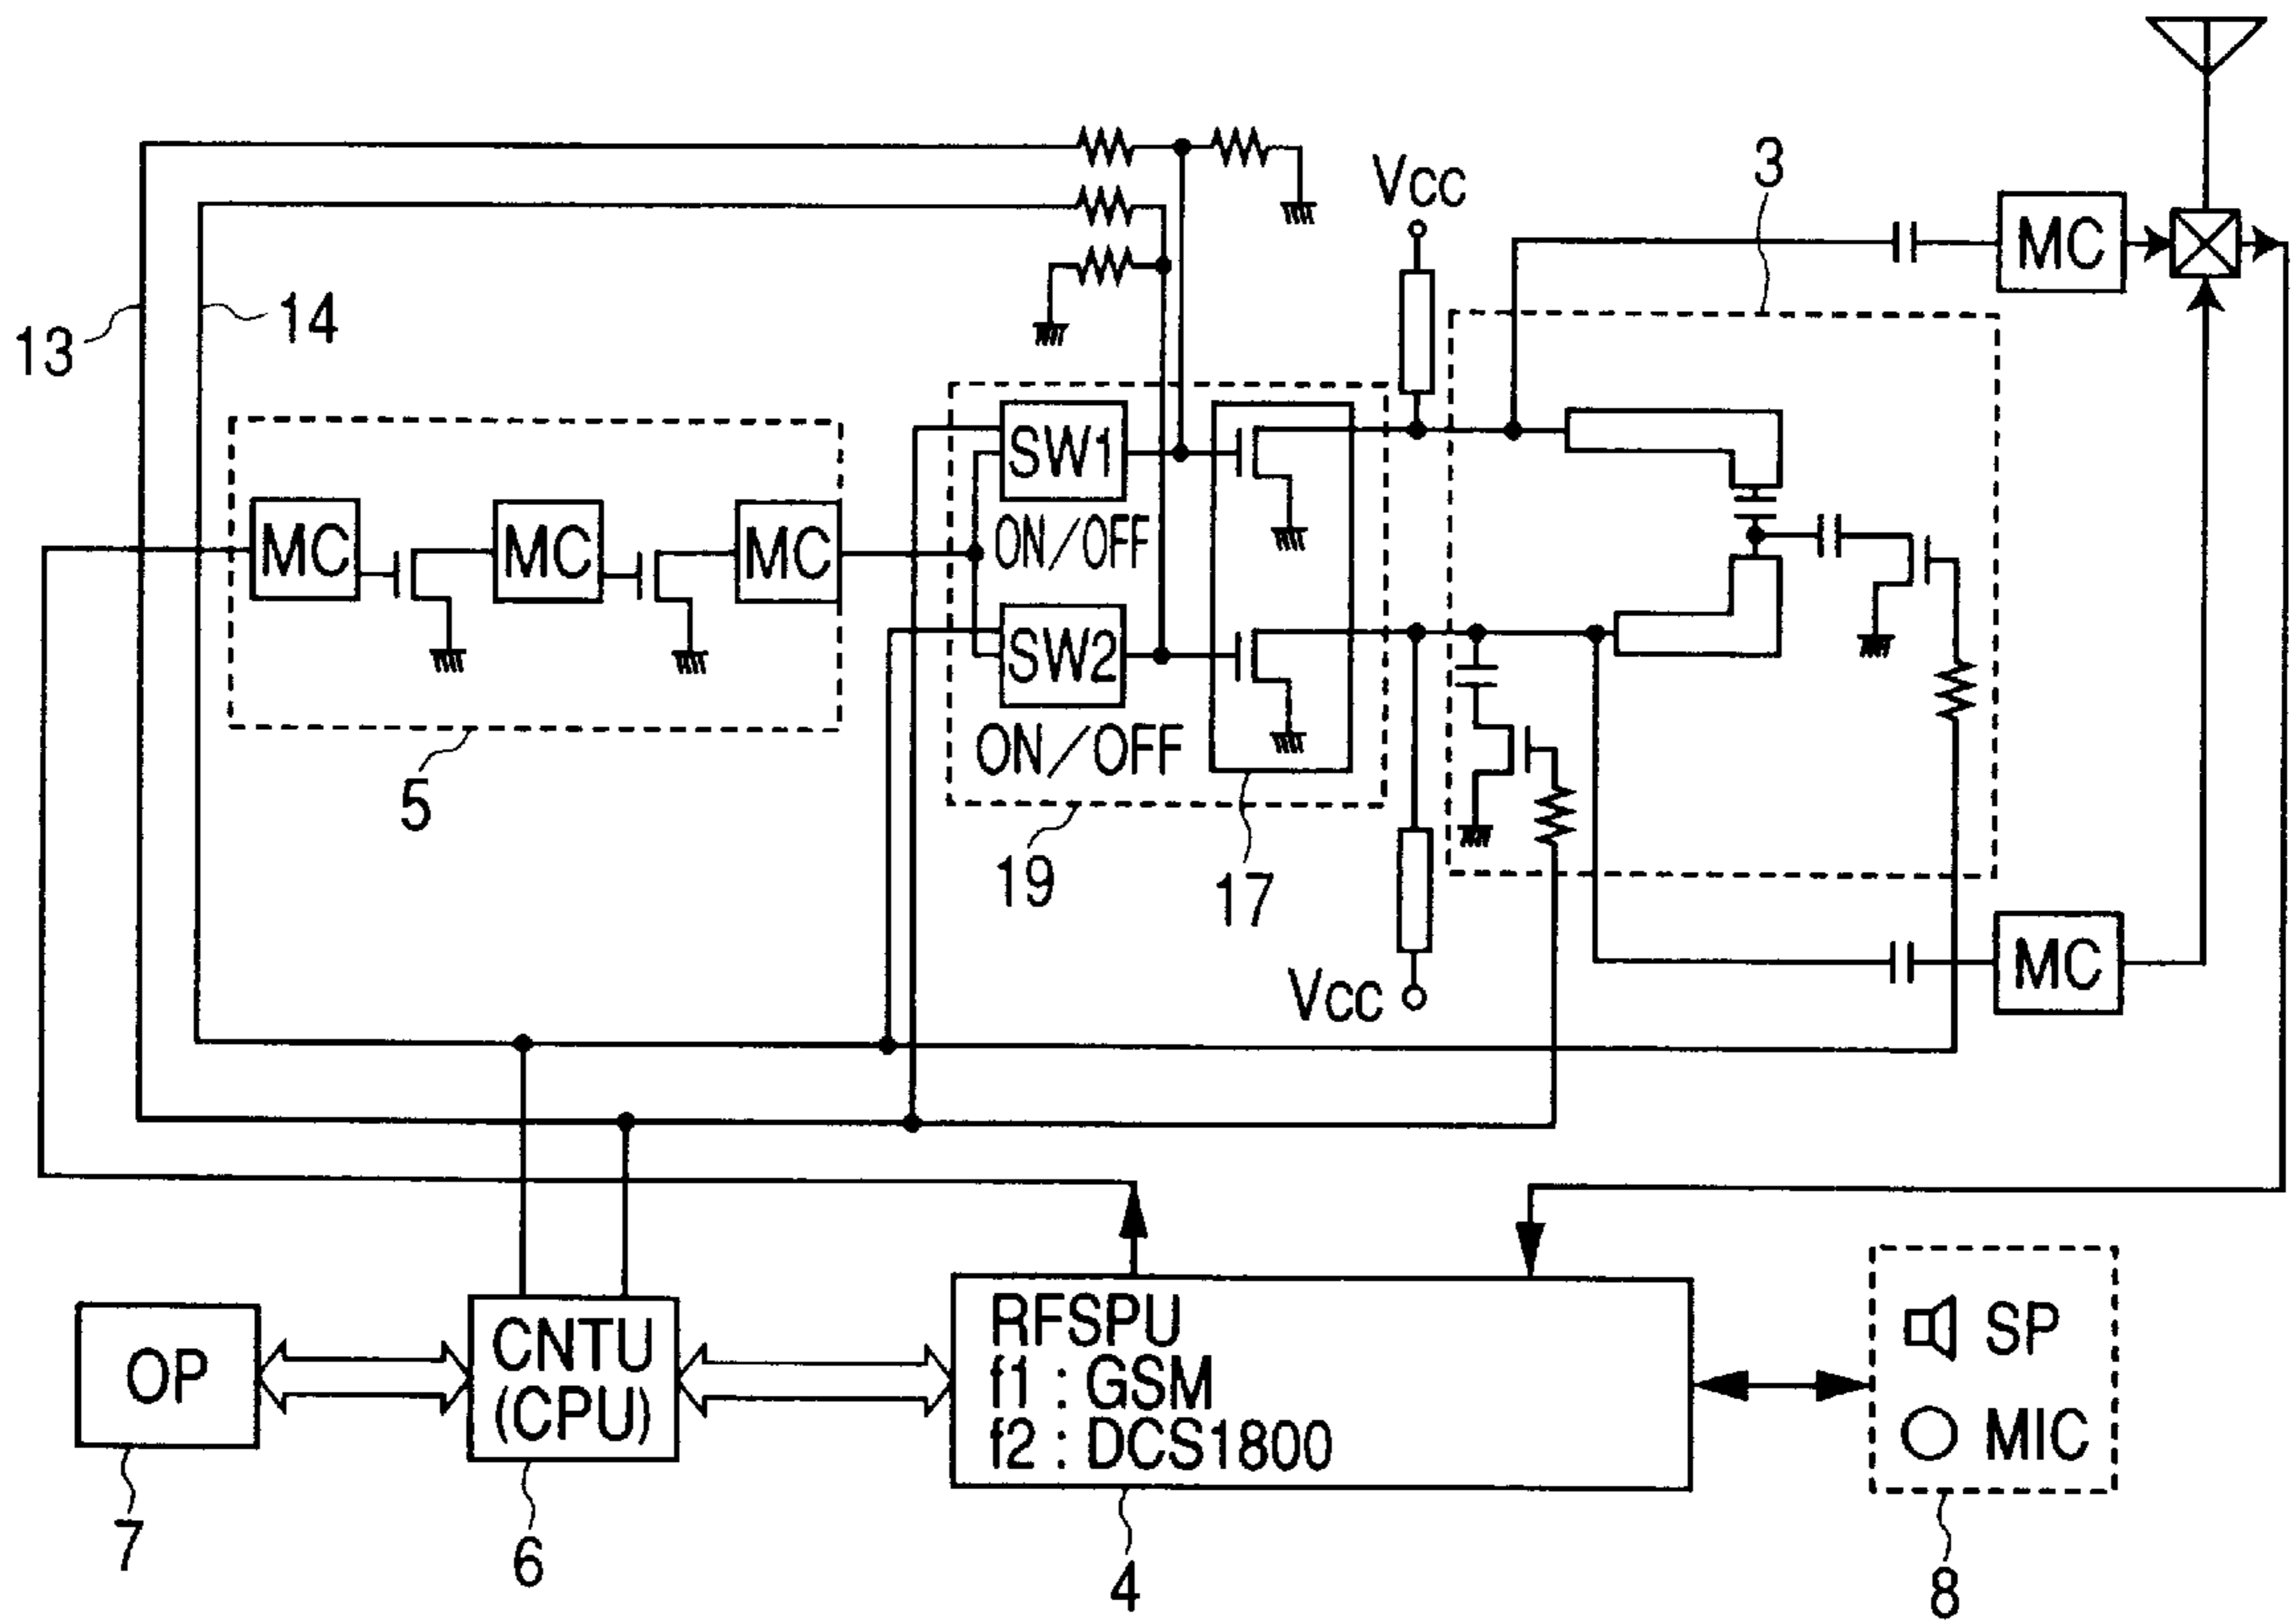 3
VCC
MC
14
13
SW1
MC
MC
MC
ON/OFF
SW2
ON/OFF
5
19
17
MC
VCC
RFSPU
f1 : GSM
f2 : DCS1800
CNTU
(CPU)
OP
SP
MIC
7
6
4
8